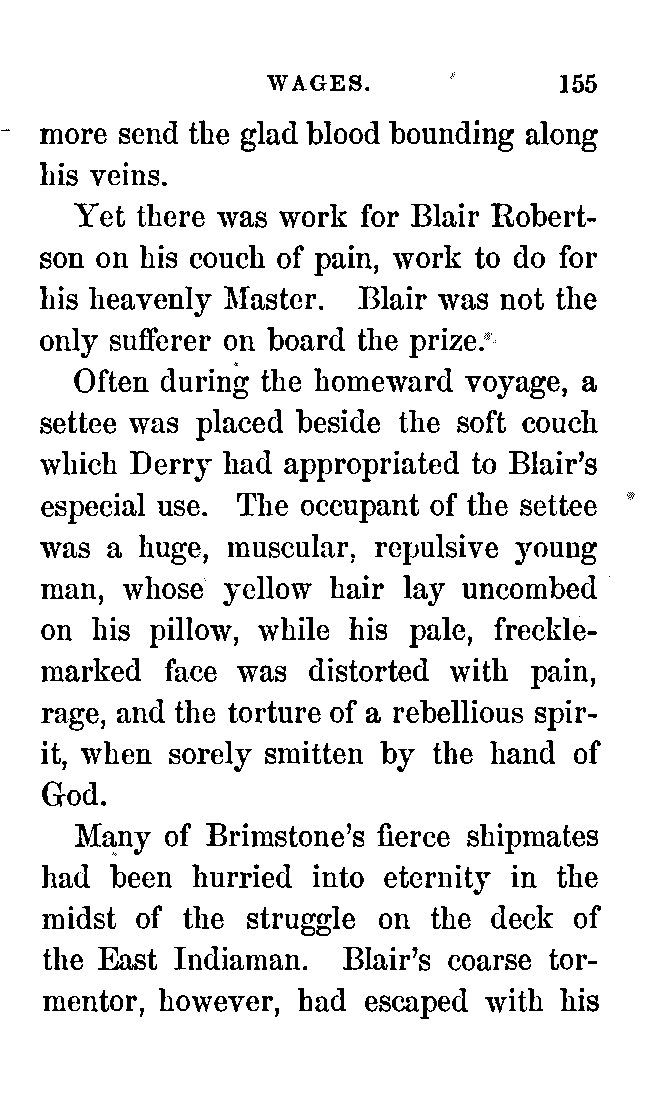 WAGES. 155
more send the glad blood bounding along
his veins.
Yet there was work for Blair Robert-
son on his couch of pain, work to do for
his heavenly Master. Blair was not the
only sufferer on board the prize.
Often during the homeward voyage, a
settee was placed beside the soft couch
which Derry had appropriated to Blair's
especial use. The occupant of the settee
was a huge, muscular, repulsive young
man, whose yellow hair lay uncombed
on his pillow, while his pale, freckle-
marked face was distorted with pain,
rage, and the torture of a rebellious spir-
it, when sorely smitten by the hand of
God.
Many of Brimstone's fierce shipmates
had been hurried into eternity in the
midst of the struggle on the deck of
the East Indiaman. Blair's coarse tor-
mentor, however, had escaped with his